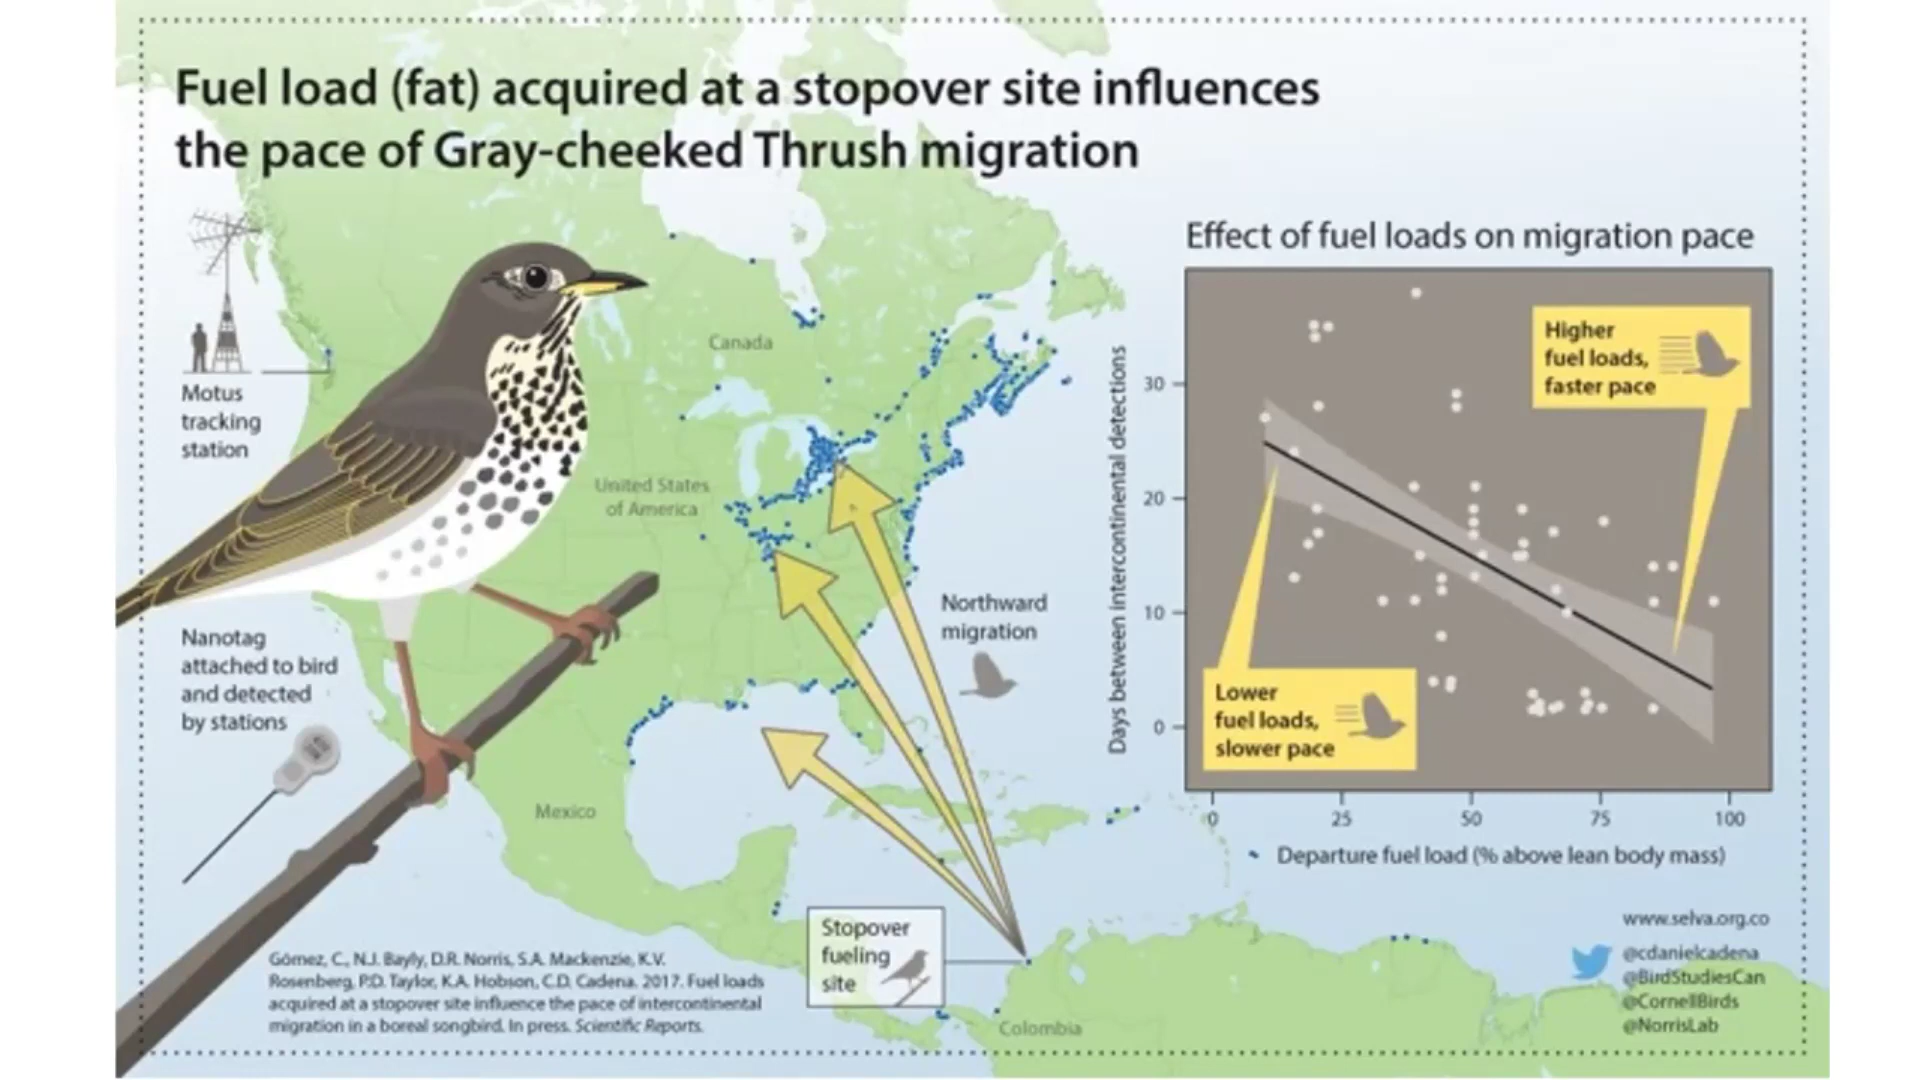 Fuel load (fat) acquired at a stopover site influences
the pace of Gray-cheeked Thrush migration
Motus
tracking
station
Nanotag
attached to bird
and detected
by stations
Canada
United States
of America
Mexico
Northward
migration
Stopover
fueling
site
Colombia
Effect of fuel loads on migration pace
Higher
fuel loads,
faster pace
Lower
fuel loads,
slower pace
Days between intercontinental detections
30
20
10
0
0 25 50 75 100
Departure fuel load (% above lean body mass)
Gómez, C., N.J. Bayly, D.R. Norris, S.A. Mackenzie, K.V.
Rosenberg, P.D. Taylor, K.A. Hobson, C.D. Cadena. 2017. Fuel loads
acquired at a stopover site influence the pace of intercontinental
migration in a boreal songbird. In press. Scientific Reports.
www.selva.org.co
@cdanielcadena
@BirdStudiesCan
@CornellBirds
@NorrisLab